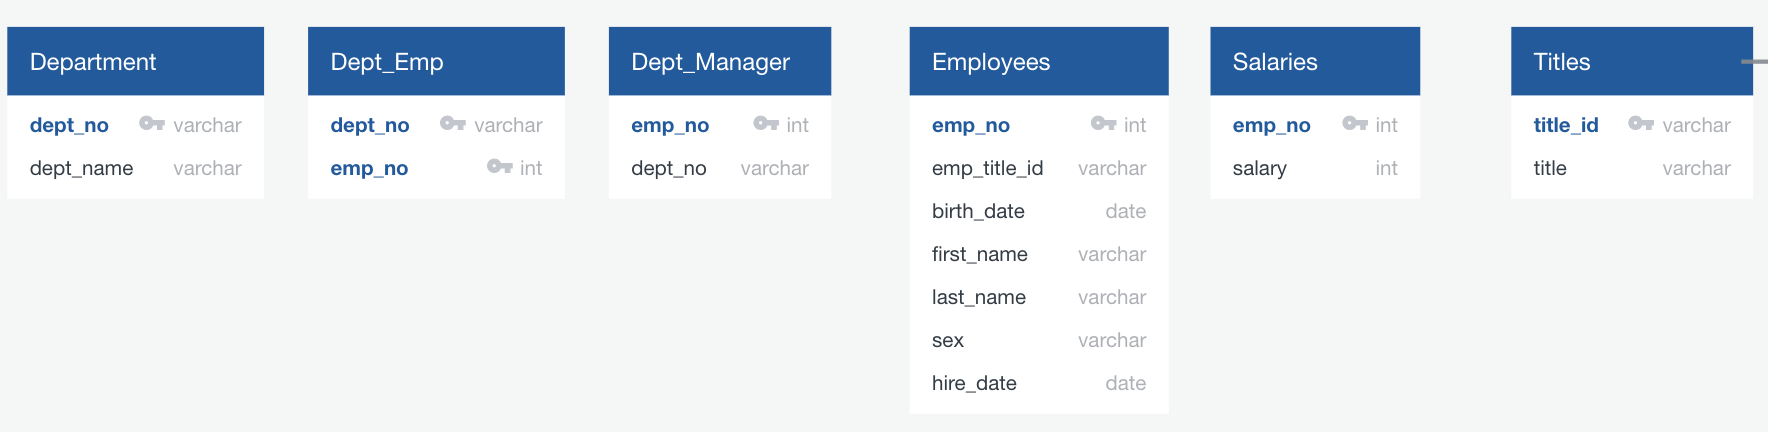 Department
dept_no varchar
dept_name varchar
Dept_Emp
dept_no varchar
emp_no int
Dept_Manager
emp_no int
dept_no varchar
Employees
emp_no int
emp_title_id varchar
birth_date date
first_name varchar
last_name varchar
sex varchar
hire_date date
Salaries
emp_no int
salary int
Titles
title_id varchar
title varchar